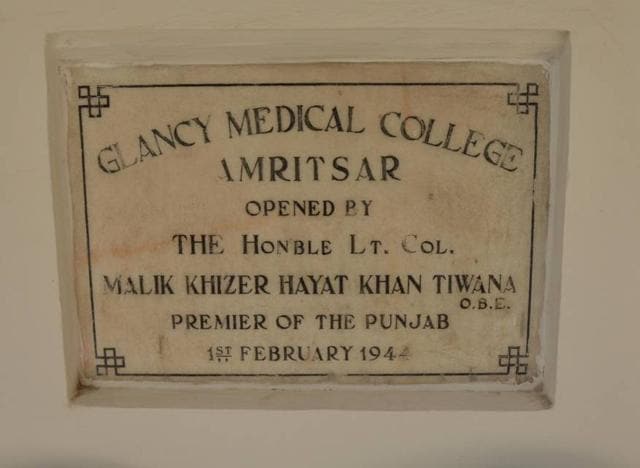 GLANCY MEDICAL COLLEGE
AMRITSAR
OPENED BY
THE HONBLE LT. COL.
MALIK KHIZER HAYAT KHAN TIWANA
O.B.E.
PREMIER OF THE PUNJAB
1ST FEBRUARY 1944